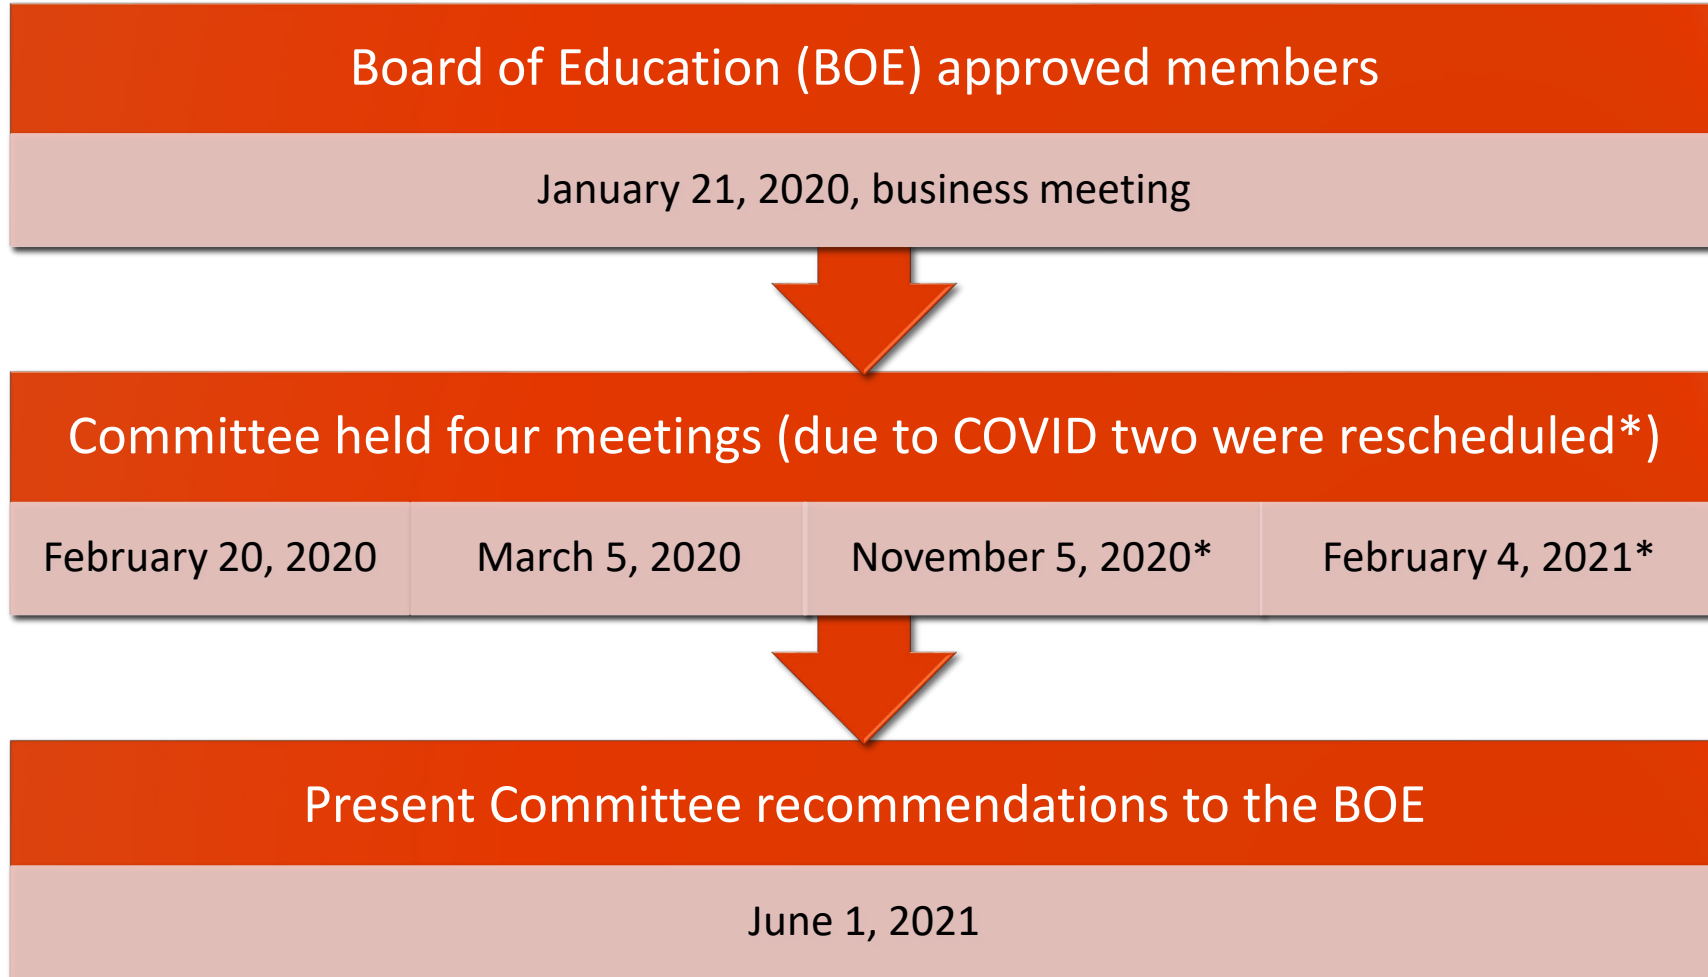 Board of Education (BOE) approved members
January 21, 2020, business meeting
Committee held four meetings (due to COVID two were rescheduled*)
February 20, 2020
March 5, 2020
November 5, 2020*
February 4, 2021*
Present Committee recommendations to the BOE
June 1, 2021